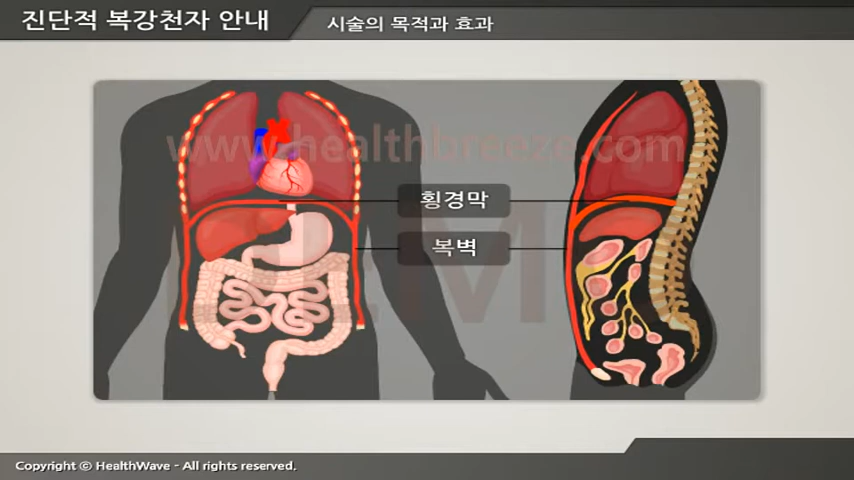 진단적 복강천자 안내
시술의 목적과 효과
www.healthbreeze.com
횡경막
복벽
DEMO
Copyright ⓒ HealthWave - All rights reserved.